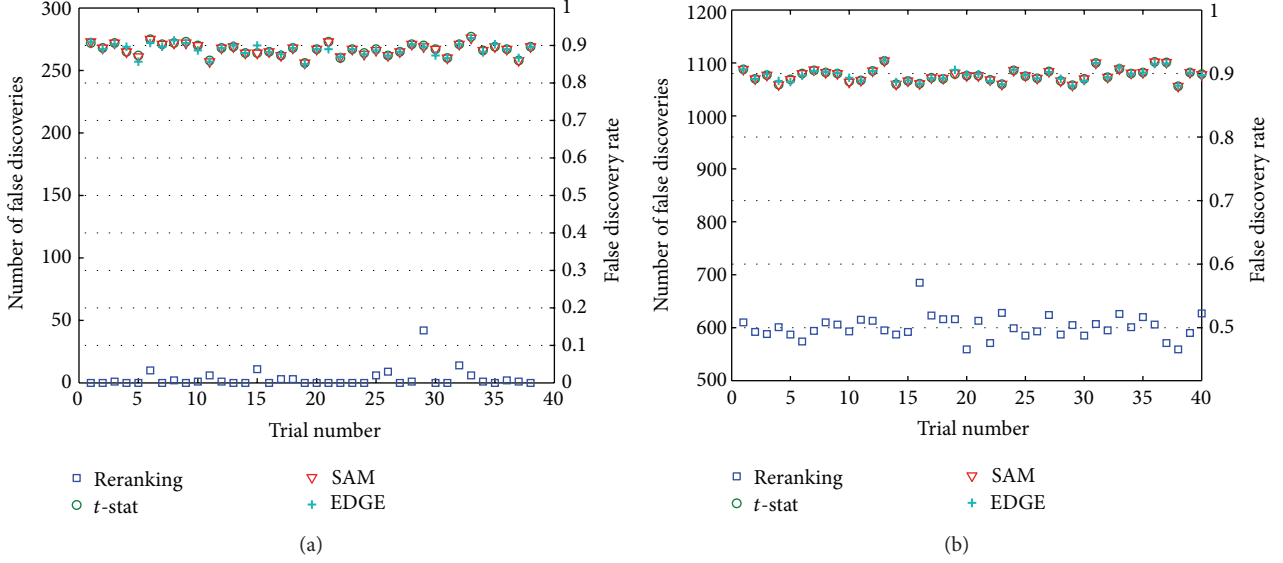 300
250
200
150
100
50
0
Number of false discoveries
1
0.9
0.8
0.7
0.6
0.5
0.4
0.3
0.2
0.1
0
False discovery rate
0 5 10 15 20 25 30 35 40
Trial number
Reranking
t-stat
SAM
EDGE
(a)
1200
1100
1000
900
800
700
600
500
Number of false discoveries
1
0.9
0.8
0.7
0.6
0.5
False discovery rate
0 5 10 15 20 25 30 35 40
Trial number
Reranking
t-stat
SAM
EDGE
(b)